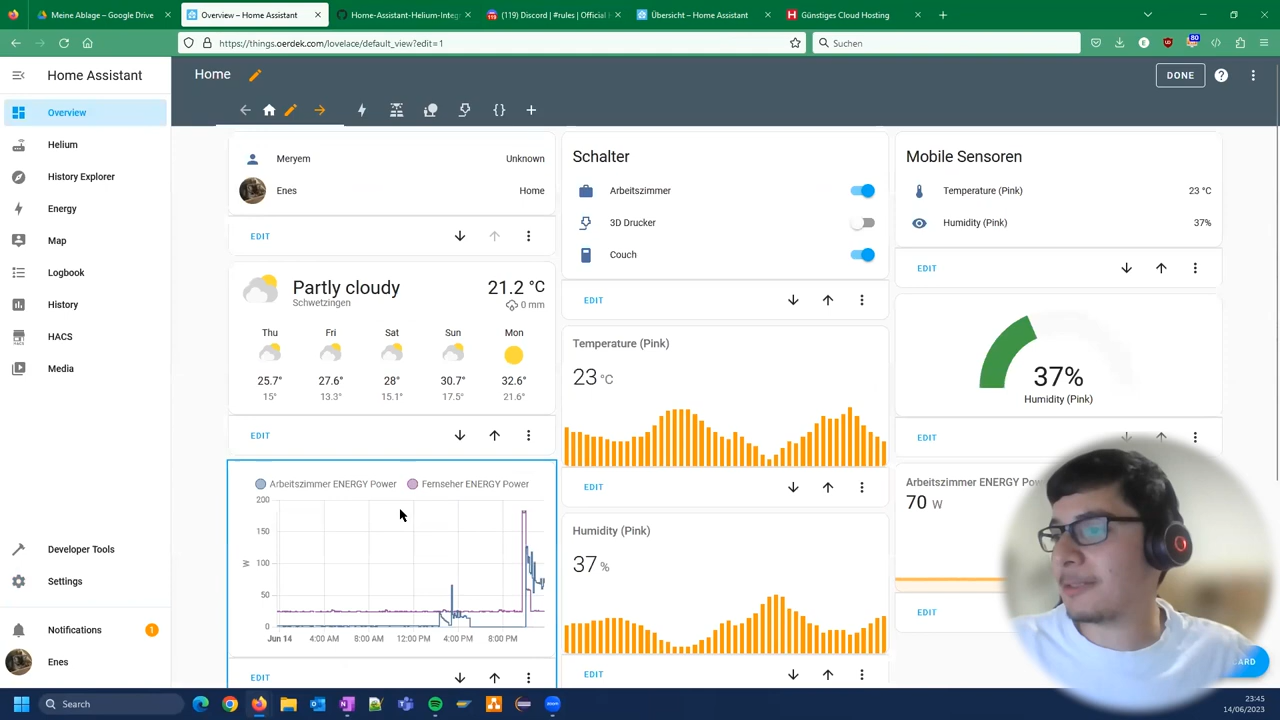 Meine Ablage – Google Drive
Overview – Home Assistant
Home-Assistant-Helium-Integ
(119) Discord | #rules | Official
Übersicht – Home Assistant
Günstiges Cloud Hosting
80
https://things.oerdek.com/lovelace/default_view?edit=1
Suchen
Home Assistant
Home
DONE
Overview
Helium
History Explorer
Energy
Map
Logbook
History
HACS
Media
Developer Tools
Settings
Notifications
1
Enes
Meryem
Unknown
Enes
Home
EDIT
Partly cloudy
Schwetzingen
21.2 °C
0 mm
Thu Fri Sat Sun Mon
25.7° 27.6° 28° 30.7° 32.6°
15° 13.3° 15.1° 17.5° 21.6°
EDIT
Arbeitszimmer ENERGY Power
Fernseher ENERGY Power
200
150
100
50
0
W
Jun 14 4:00 AM 8:00 AM 12:00 PM 4:00 PM 8:00 PM
EDIT
Schalter
Arbeitszimmer
3D Drucker
Couch
EDIT
Temperature (Pink)
23 °C
EDIT
Humidity (Pink)
37 %
EDIT
Mobile Sensoren
Temperature (Pink)
23 °C
Humidity (Pink)
37%
EDIT
37%
Humidity (Pink)
EDIT
Arbeitszimmer ENERGY
70 W
EDIT
CARD
Search
23:45
14/06/2023